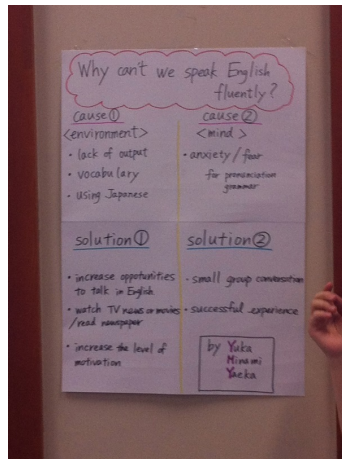 Why can't we speak English
fluently?
cause①
<environment>
• lack of output
• vocabulary
• using Japanese
cause②
<mind>
• anxiety/fear
for pronunciation
grammar
solution①
• increase oppotunities
to talk in English
• watch TV news or movies
/read newspaper
• increase the level of
motivation
solution②
• small group conversation
• successful experience
by Yuka
Minami
Yaeka